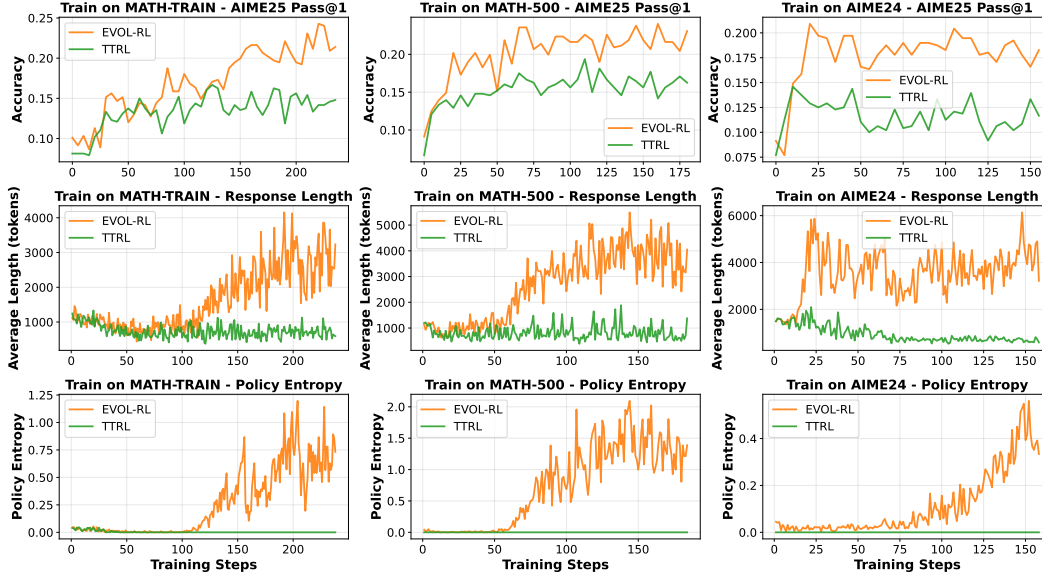 Train on MATH-TRAIN - AIME25 Pass@1
Accuracy
0.25
0.20
0.15
0.10
EVOL-RL
TTRL
0 50 100 150 200
Train on MATH-500 - AIME25 Pass@1
Accuracy
0.20
0.15
0.10
EVOL-RL
TTRL
0 25 50 75 100 125 150 175
Train on AIME24 - AIME25 Pass@1
Accuracy
0.200
0.175
0.150
0.125
0.100
0.075
EVOL-RL
TTRL
0 25 50 75 100 125 150
Train on MATH-TRAIN - Response Length
Average Length (tokens)
4000
3000
2000
1000
EVOL-RL
TTRL
0 50 100 150 200
Train on MATH-500 - Response Length
Average Length (tokens)
5000
4000
3000
2000
1000
EVOL-RL
TTRL
0 50 100 150
Train on AIME24 - Response Length
Average Length (tokens)
6000
4000
2000
EVOL-RL
TTRL
0 25 50 75 100 125 150
Train on MATH-TRAIN - Policy Entropy
Policy Entropy
1.25
1.00
0.75
0.50
0.25
0.00
EVOL-RL
TTRL
0 50 100 150 200
Training Steps
Train on MATH-500 - Policy Entropy
Policy Entropy
2.0
1.5
1.0
0.5
0.0
EVOL-RL
TTRL
0 50 100 150
Training Steps
Train on AIME24 - Policy Entropy
Policy Entropy
0.4
0.2
0.0
EVOL-RL
TTRL
0 25 50 75 100 125 150
Training Steps